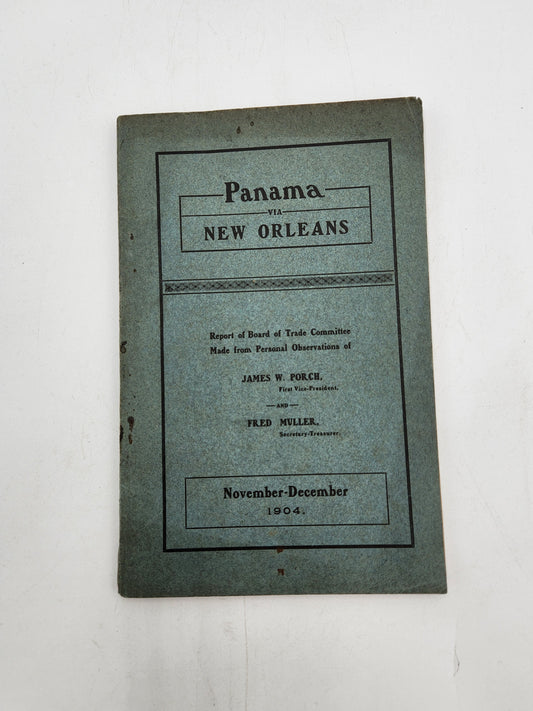 Panama
VIA
NEW ORLEANS
Report of Board of Trade Committee
Made from Personal Observations of
JAMES W. PORCH,
First Vice-President,
AND
FRED MULLER,
Secretary-Treasurer.
November-December
1904.